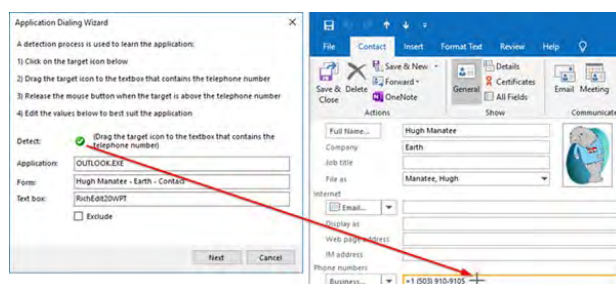 Application Dialing Wizard
A detection process is used to learn the application:
1) Click on the target icon below
2) Drag the target icon to the textbox that contains the telephone number
3) Release the mouse button when the target is above the telephone number
4) Edit the values below to best suit the application
Detect:
(Drag the target icon to the textbox that contains the
telephone number)
Application:
OUTLOOK.EXE
Form:
Hugh Manatee - Earth - Contact
Text box:
RichEdit20WPT
Exclude
Next
Cancel
File
Contact
Insert
Format Text
Review
Help
Save &
Close
Delete
Save & New
Forward
OneNote
Actions
General
Details
Certificates
All Fields
Show
Email
Meeting
Communicate
Full Name...
Hugh Manatee
Company
Earth
Job title
File as
Manatee, Hugh
Internet
Email...
Display as
Web page address
IM address
Phone numbers
Business...
+1 (503) 910-9105